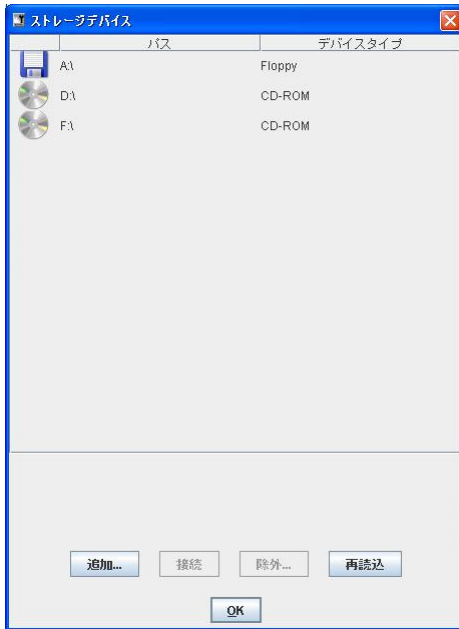 ストレージデバイス
パス デバイスタイプ
A:\ Floppy
D:\ CD-ROM
F:\ CD-ROM
追加... 接続 除外... 再読込
OK